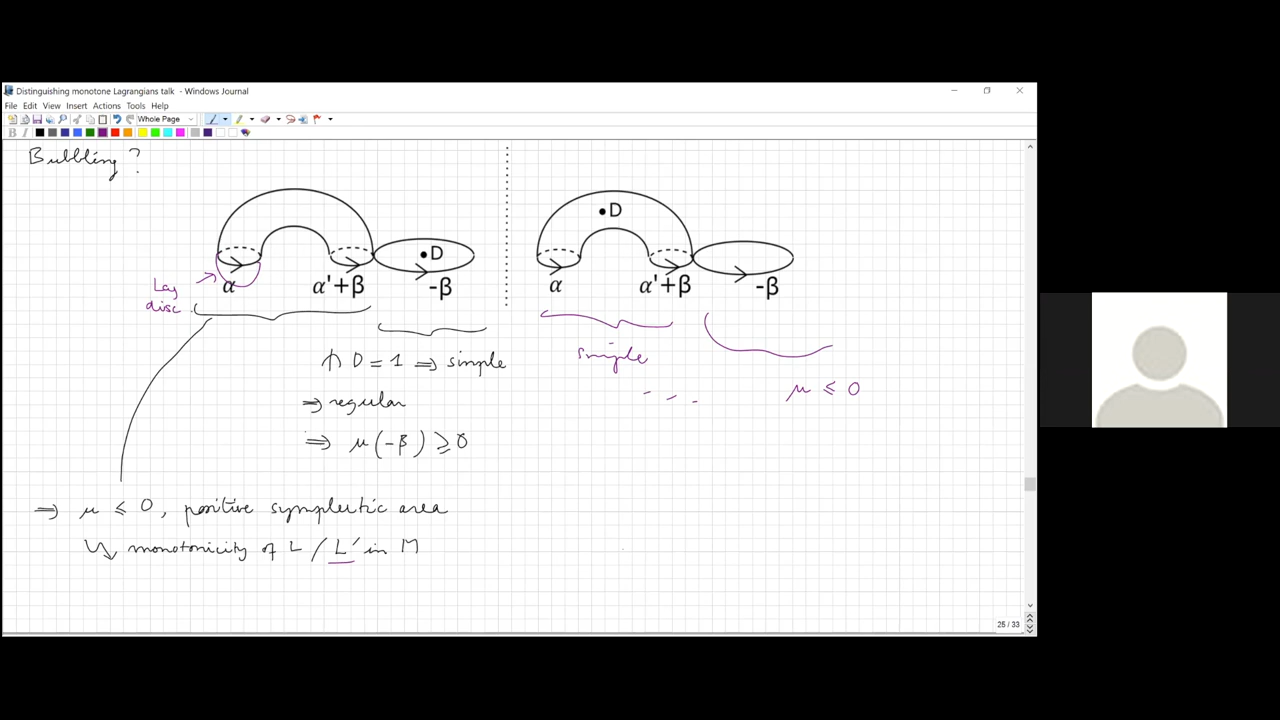 Distinguishing monotone Lagrangians talk - Windows Journal
File Edit View Insert Actions Tools Help
Whole Page
B I
Bubbling ?
D
D
Lag
disc
α
α'+β
-β
α
α'+β
-β
⋔ D = 1 ⇒ simple
⇒ regular
⇒ μ(-β) ≥ 0
simple
- - -
μ ≤ 0
⇒ μ ≤ 0, positive symplectic area
↯ monotonicity of L / L' in M
25 / 33